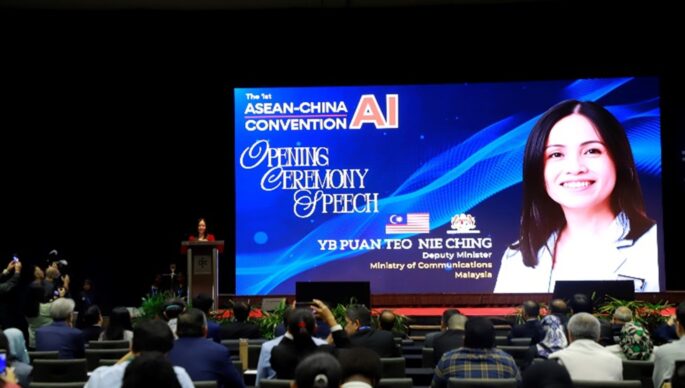 The 1st
ASEAN-CHINA
CONVENTION AI
OPENING
CEREMONY
SPEECH
YB PUAN TEO NIE CHING
Deputy Minister
Ministry of Communications
Malaysia